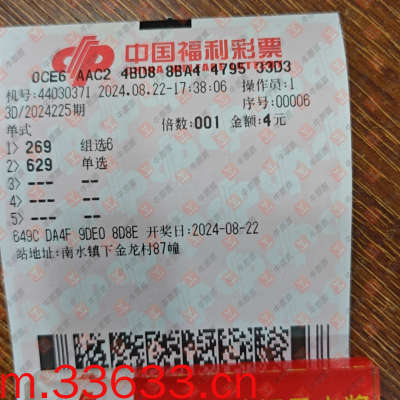 中国福利彩票
0CE6 AAC2 4BD8 8BA4 4795 33D3
机号:44030371 2024.08.22-17:38:06 操作员:1
3D/2024225期 序号:00006
单式 倍数:001 金额:4元
1> 269 组选6
2> 629 单选
3> --- --
4> --- --
5> --- --
649C DA4F 9DE0 8D8E 开奖日:2024-08-22
站地址:南水镇下金龙村87幢
m.33633.cn